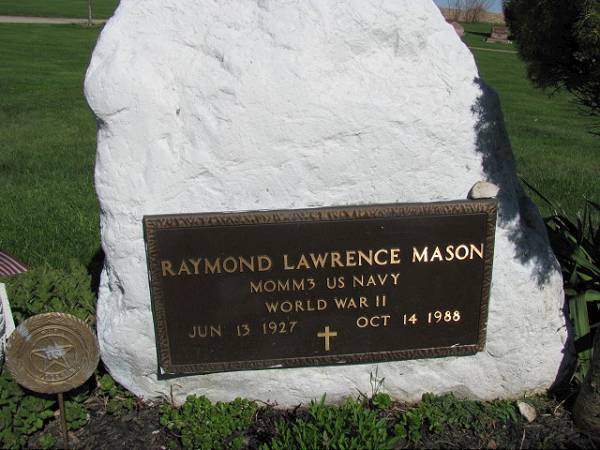 RAYMOND LAWRENCE MASON
MOMM3 US NAVY
WORLD WAR II
JUN 13 1927 OCT 14 1988